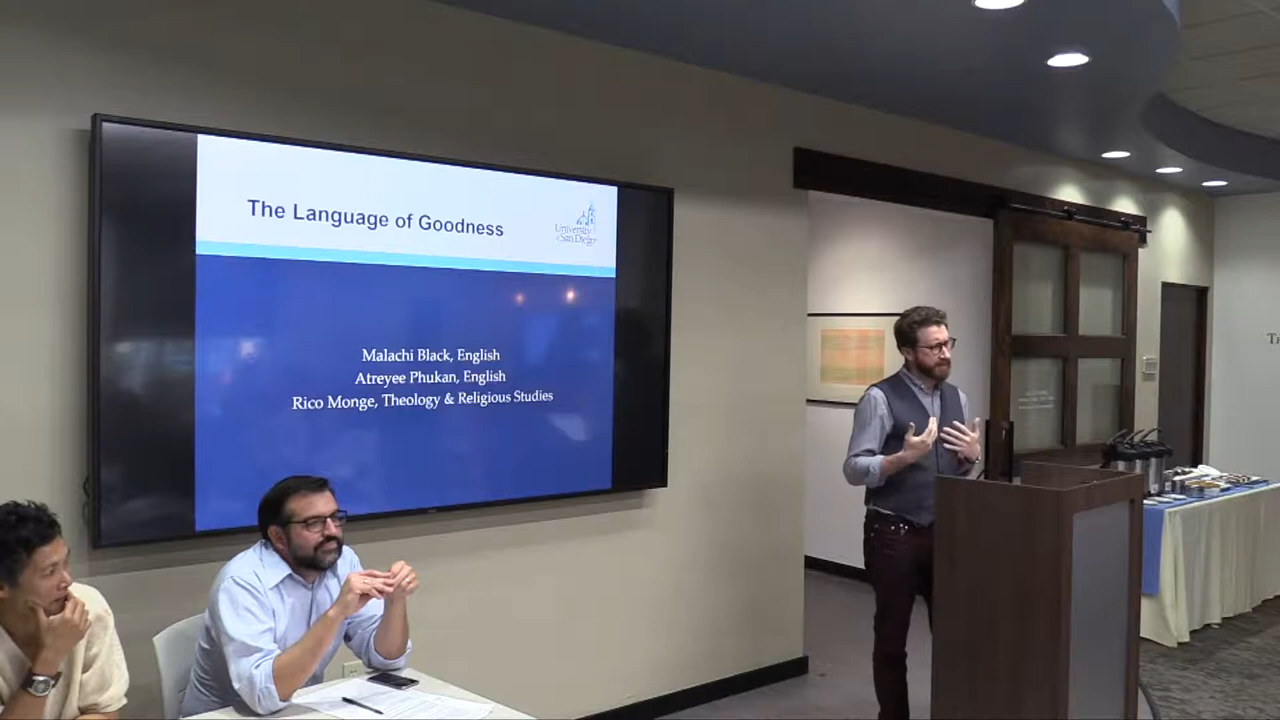 The Language of Goodness
University
of San Diego
Malachi Black, English
Atreyee Phukan, English
Rico Monge, Theology & Religious Studies